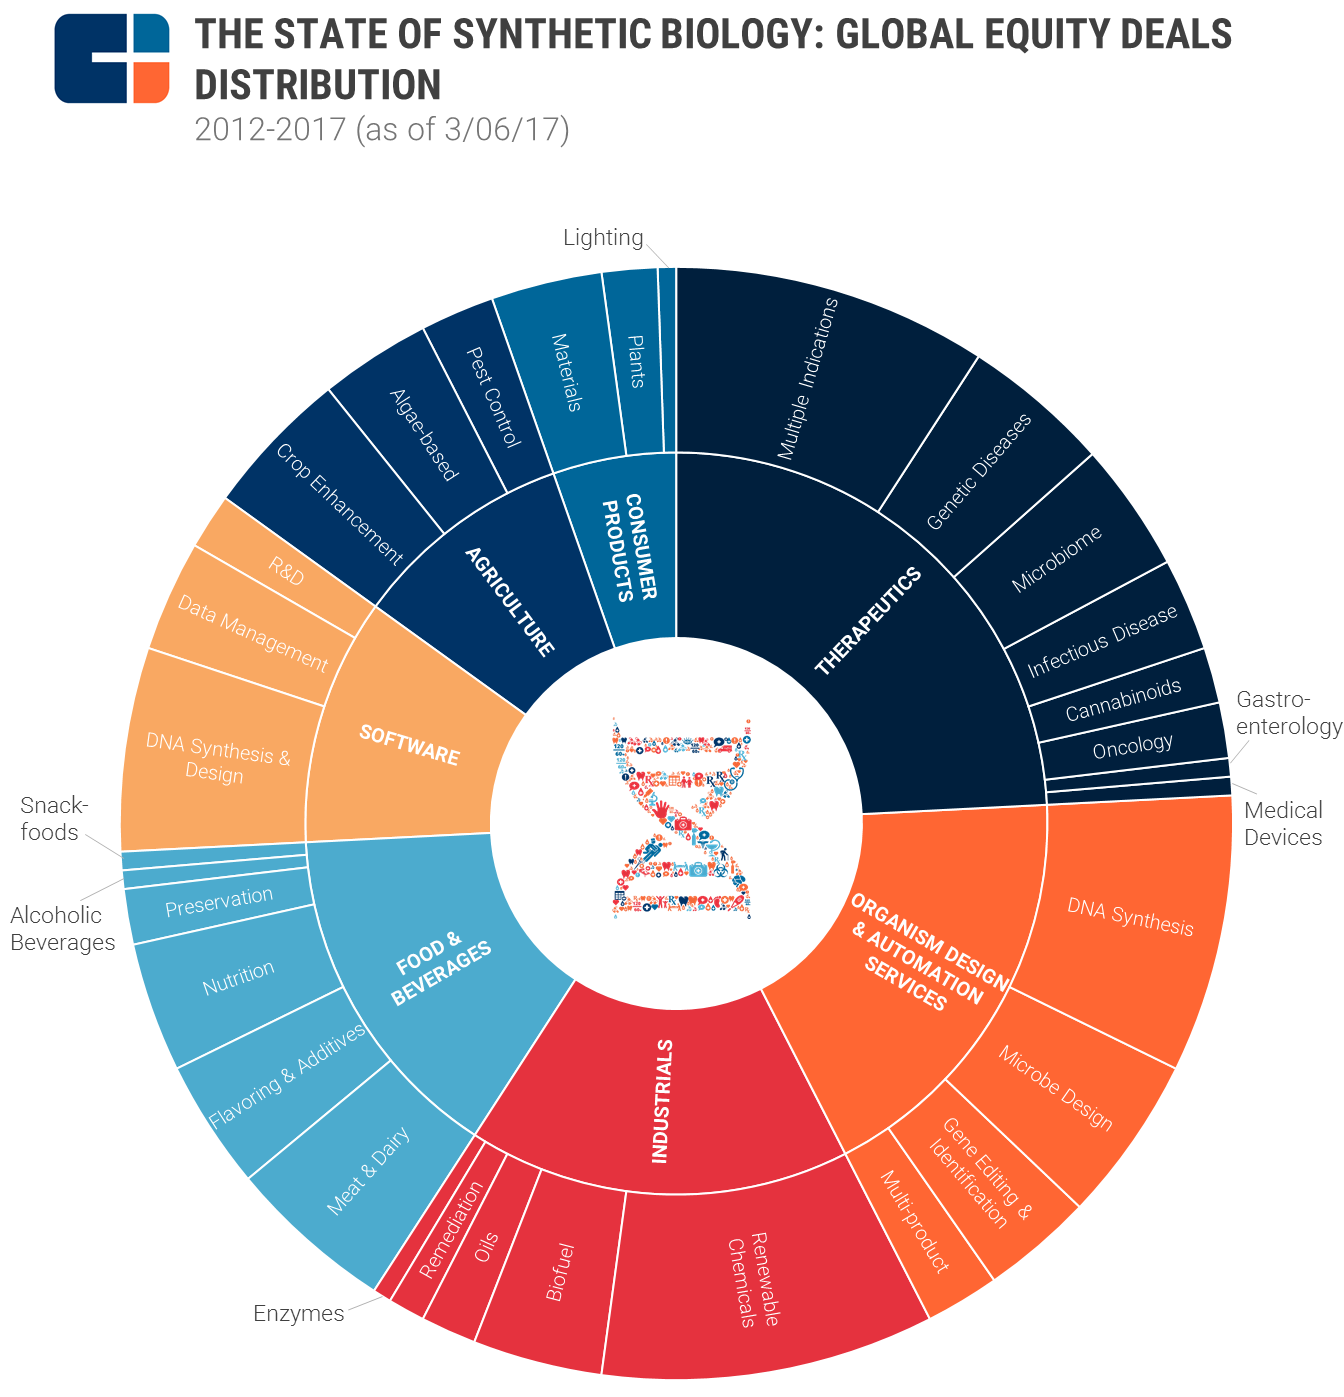 THE STATE OF SYNTHETIC BIOLOGY: GLOBAL EQUITY DEALS
DISTRIBUTION
2012-2017 (as of 3/06/17)
Lighting
Multiple Indications
Genetic Diseases
Microbiome
Infectious Disease
Cannabinoids
Oncology
Gastro-
enterology
Medical
Devices
THERAPEUTICS
DNA Synthesis
Microbe Design
Gene Editing &
Identification
Multi-product
ORGANISM DESIGN
& AUTOMATION
SERVICES
Renewable
Chemicals
Biofuel
Oils
Remediation
Enzymes
INDUSTRIALS
Meat & Dairy
Flavoring & Additives
Nutrition
Preservation
Alcoholic
Beverages
Snack-
foods
FOOD &
BEVERAGES
DNA Synthesis &
Design
Data Management
R&D
SOFTWARE
Crop Enhancement
Algae-based
Pest Control
AGRICULTURE
Materials
Plants
CONSUMER
PRODUCTS